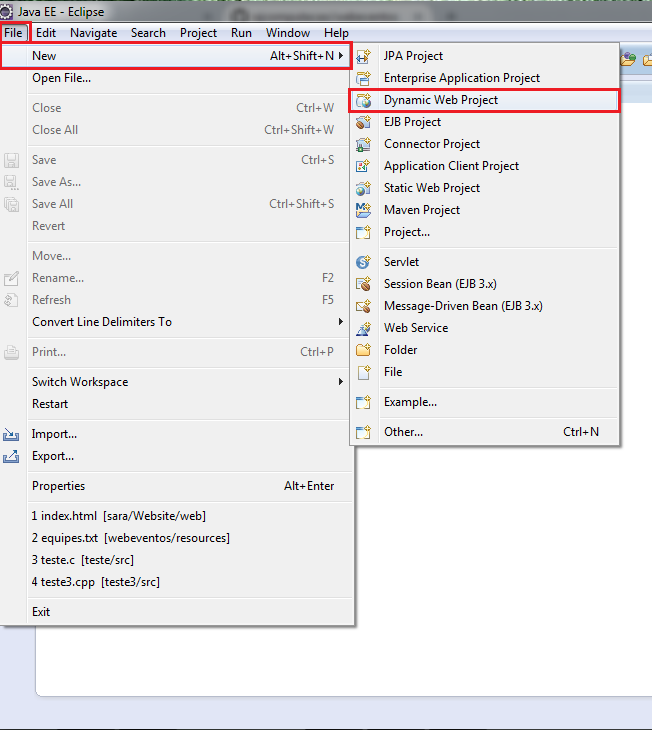 Java EE - Eclipse
File Edit Navigate Search Project Run Window Help
New Alt+Shift+N
Open File...
Close Ctrl+W
Close All Ctrl+Shift+W
Save Ctrl+S
Save As...
Save All Ctrl+Shift+S
Revert
Move...
Rename... F2
Refresh F5
Convert Line Delimiters To
Print... Ctrl+P
Switch Workspace
Restart
Import...
Export...
Properties Alt+Enter
1 index.html [sara/Website/web]
2 equipes.txt [webeventos/resources]
3 teste.c [teste/src]
4 teste3.cpp [teste3/src]
Exit
JPA Project
Enterprise Application Project
Dynamic Web Project
EJB Project
Connector Project
Application Client Project
Static Web Project
Maven Project
Project...
Servlet
Session Bean (EJB 3.x)
Message-Driven Bean (EJB 3.x)
Web Service
Folder
File
Example...
Other... Ctrl+N